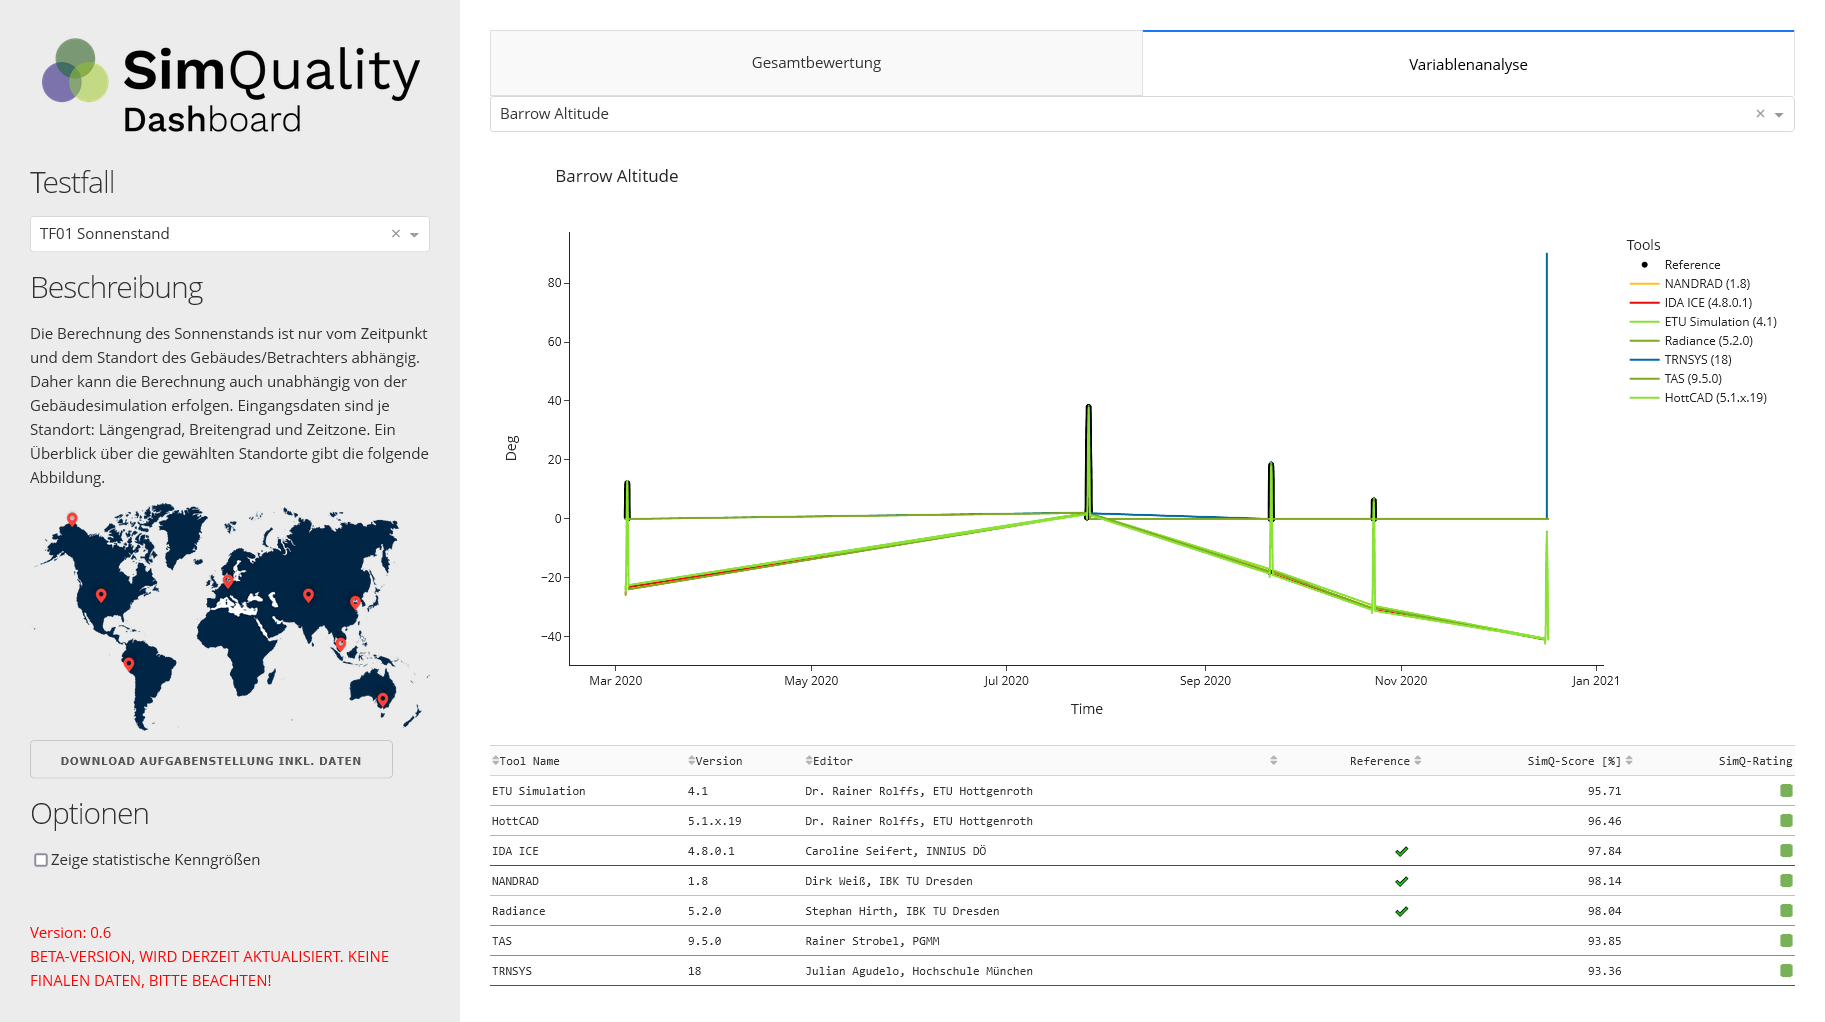 SimQuality
Dashboard
Testfall
TF01 Sonnenstand
Beschreibung
Die Berechnung des Sonnenstands ist nur vom Zeitpunkt
und dem Standort des Gebäudes/Betrachters abhängig.
Daher kann die Berechnung auch unabhängig von der
Gebäudesimulation erfolgen. Eingangsdaten sind je
Standort: Längengrad, Breitengrad und Zeitzone. Ein
Überblick über die gewählten Standorte gibt die folgende
Abbildung.
DOWNLOAD AUFGABENSTELLUNG INKL. DATEN
Optionen
Zeige statistische Kenngrößen
Version: 0.6
BETA-VERSION, WIRD DERZEIT AKTUALISIERT. KEINE
FINALEN DATEN, BITTE BEACHTEN!
Gesamtbewertung
Variablenanalyse
Barrow Altitude
Barrow Altitude
80
60
40
20
0
−20
−40
Deg
Mar 2020 May 2020 Jul 2020 Sep 2020 Nov 2020 Jan 2021
Time
Tools
Reference
NANDRAD (1.8)
IDA ICE (4.8.0.1)
ETU Simulation (4.1)
Radiance (5.2.0)
TRNSYS (18)
TAS (9.5.0)
HottCAD (5.1.x.19)
Tool Name Version Editor Reference SimQ-Score [%] SimQ-Rating
ETU Simulation 4.1 Dr. Rainer Rolffs, ETU Hottgenroth 95.71
HottCAD 5.1.x.19 Dr. Rainer Rolffs, ETU Hottgenroth 96.46
IDA ICE 4.8.0.1 Caroline Seifert, INNIUS DÖ 97.84
NANDRAD 1.8 Dirk Weiß, IBK TU Dresden 98.14
Radiance 5.2.0 Stephan Hirth, IBK TU Dresden 98.04
TAS 9.5.0 Rainer Strobel, PGMM 93.85
TRNSYS 18 Julian Agudelo, Hochschule München 93.36